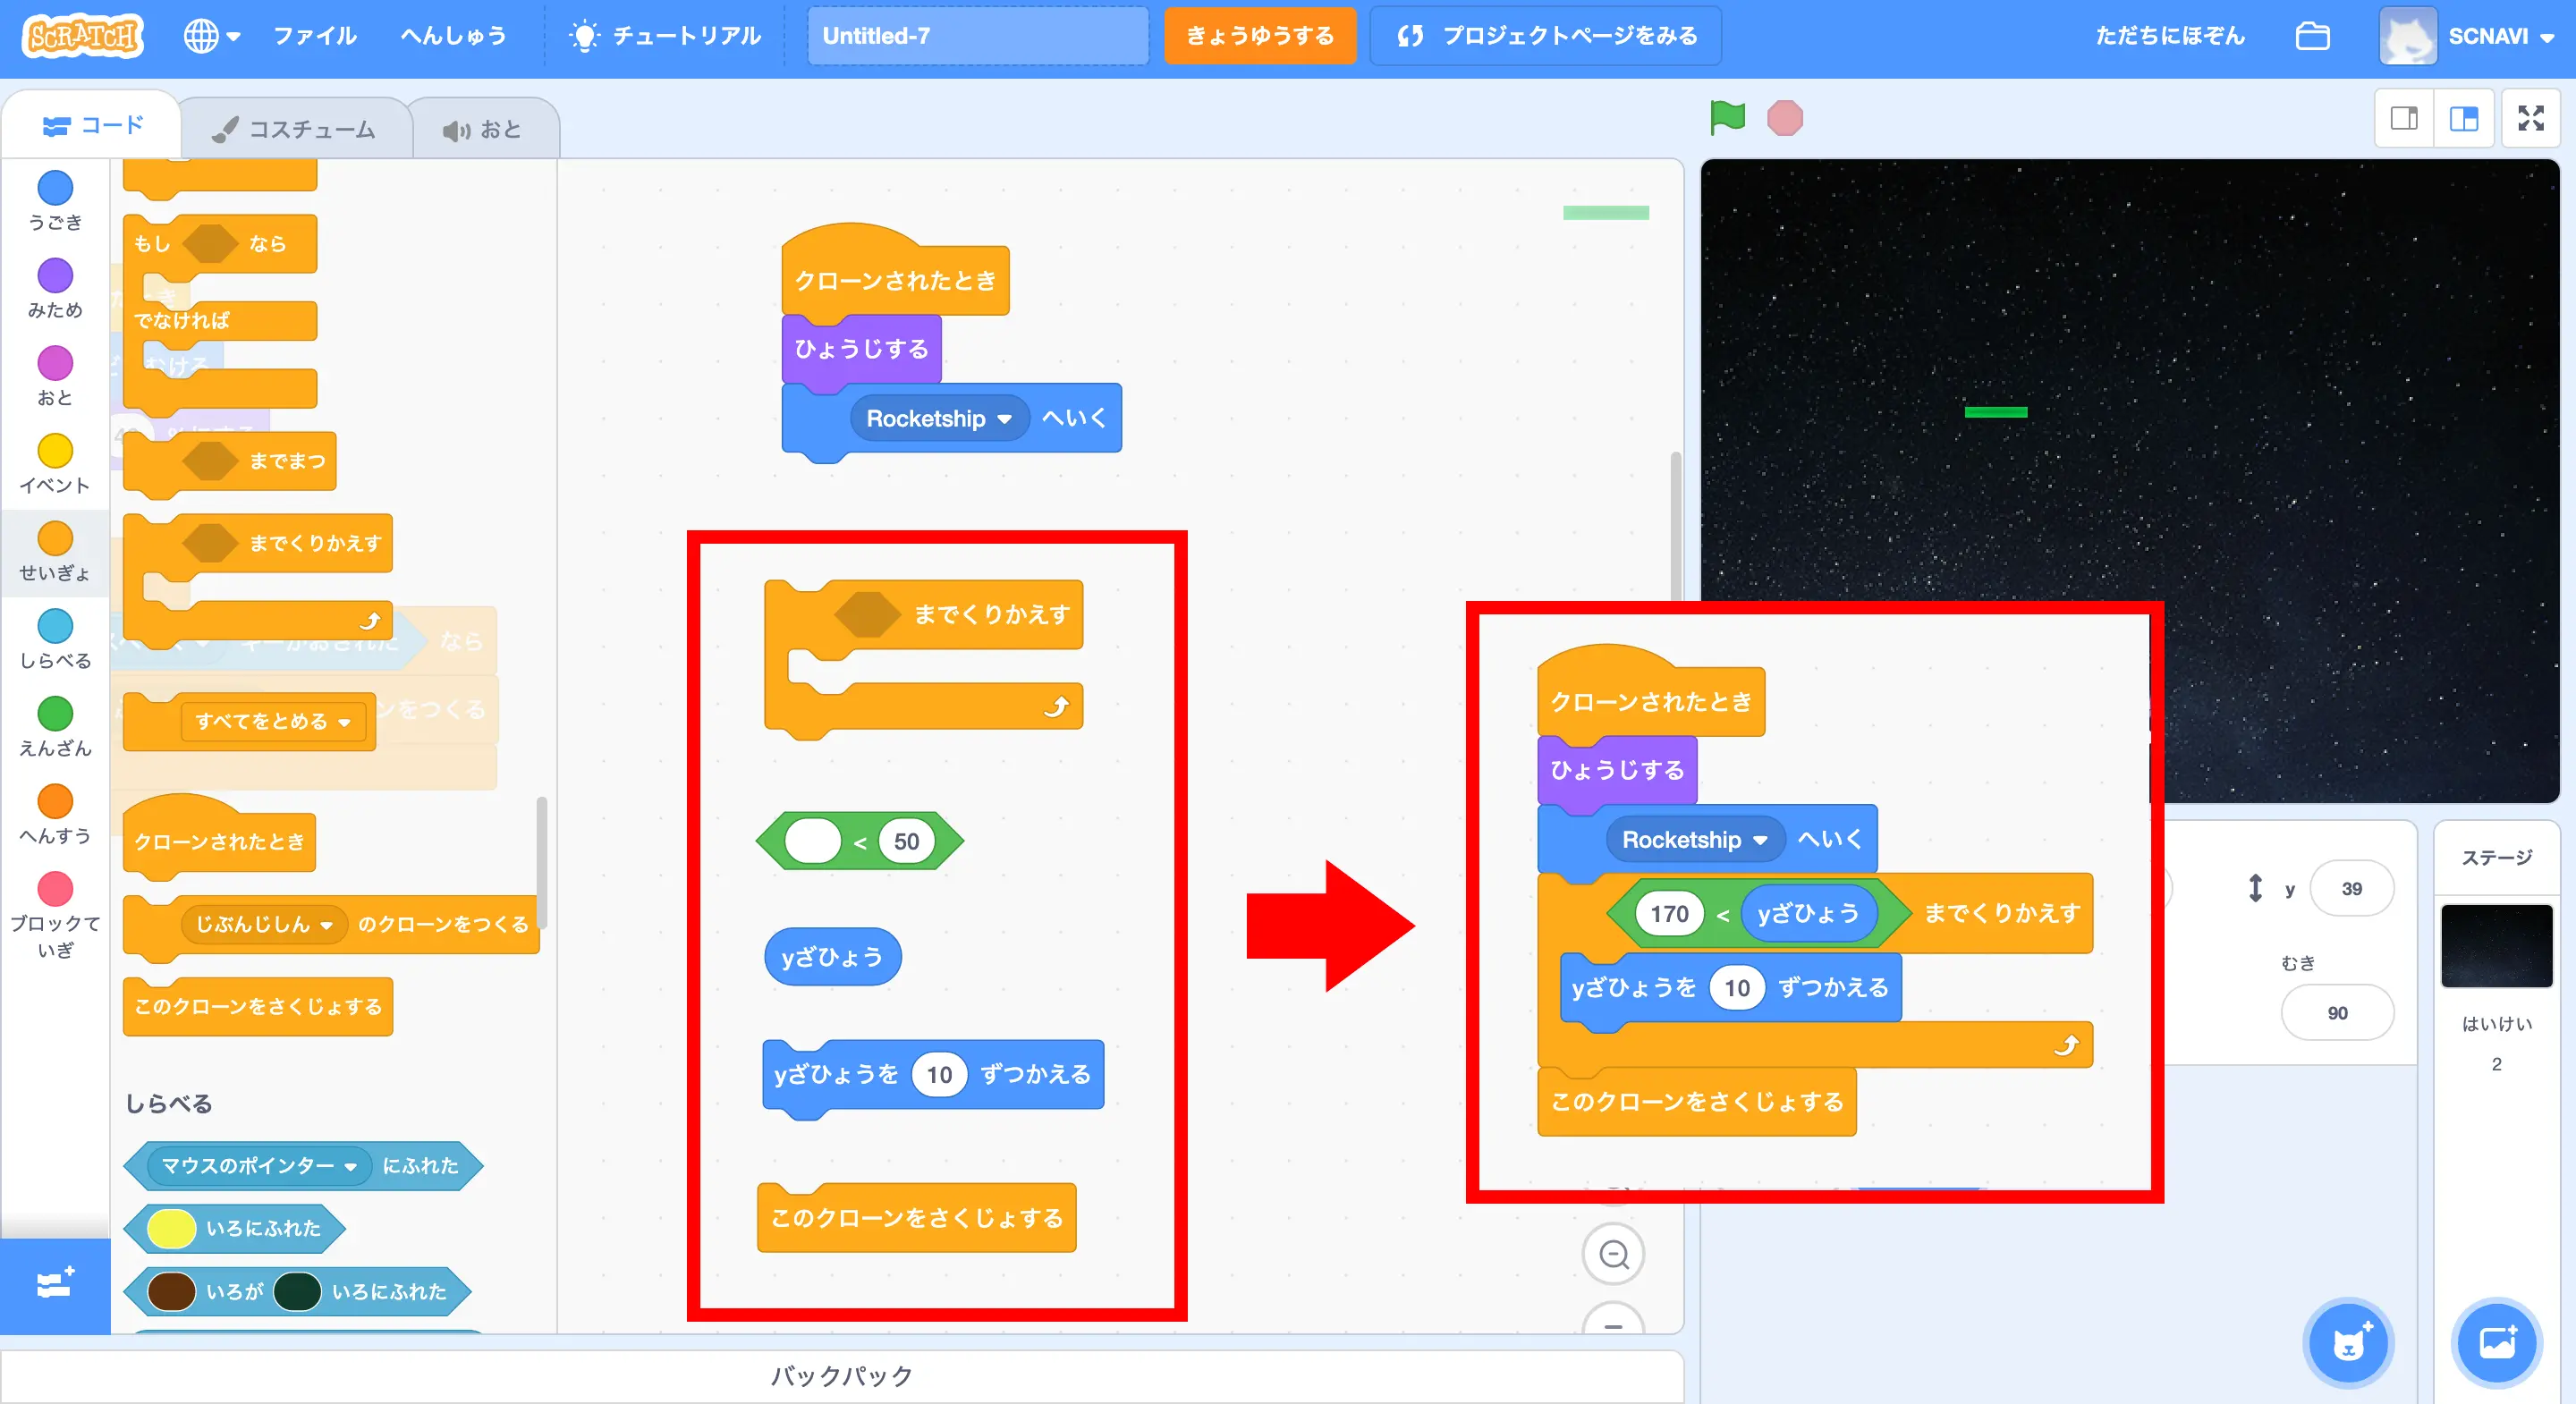 SCRATCH
ファイル
へんしゅう
チュートリアル
Untitled-7
きょうゆうする
プロジェクトページをみる
ただちにほぞん
SCNAVI
コード
コスチューム
おと
うごき
みため
おと
イベント
せいぎょ
しらべる
えんざん
へんすう
ブロックて
いぎ
もし なら
でなければ
までまつ
までくりかえす
なら
すべてをとめる
をつくる
クローンされたとき
じぶんじしん のクローンをつくる
このクローンをさくじょする
しらべる
マウスのポインター にふれた
いろにふれた
いろが いろにふれた
クローンされたとき
ひょうじする
Rocketship へいく
までくりかえす
< 50
yざひょう
yざひょうを 10 ずつかえる
このクローンをさくじょする
クローンされたとき
ひょうじする
Rocketship へいく
170 < yざひょう までくりかえす
yざひょうを 10 ずつかえる
このクローンをさくじょする
y 39
むき
90
ステージ
はいけい
2
バックパック